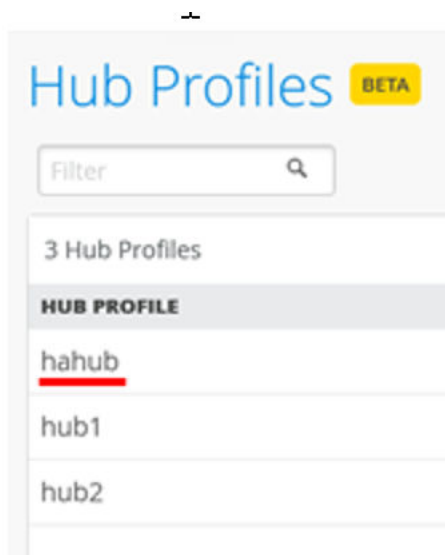 Hub Profiles BETA
Filter
3 Hub Profiles
HUB PROFILE
hahub
hub1
hub2